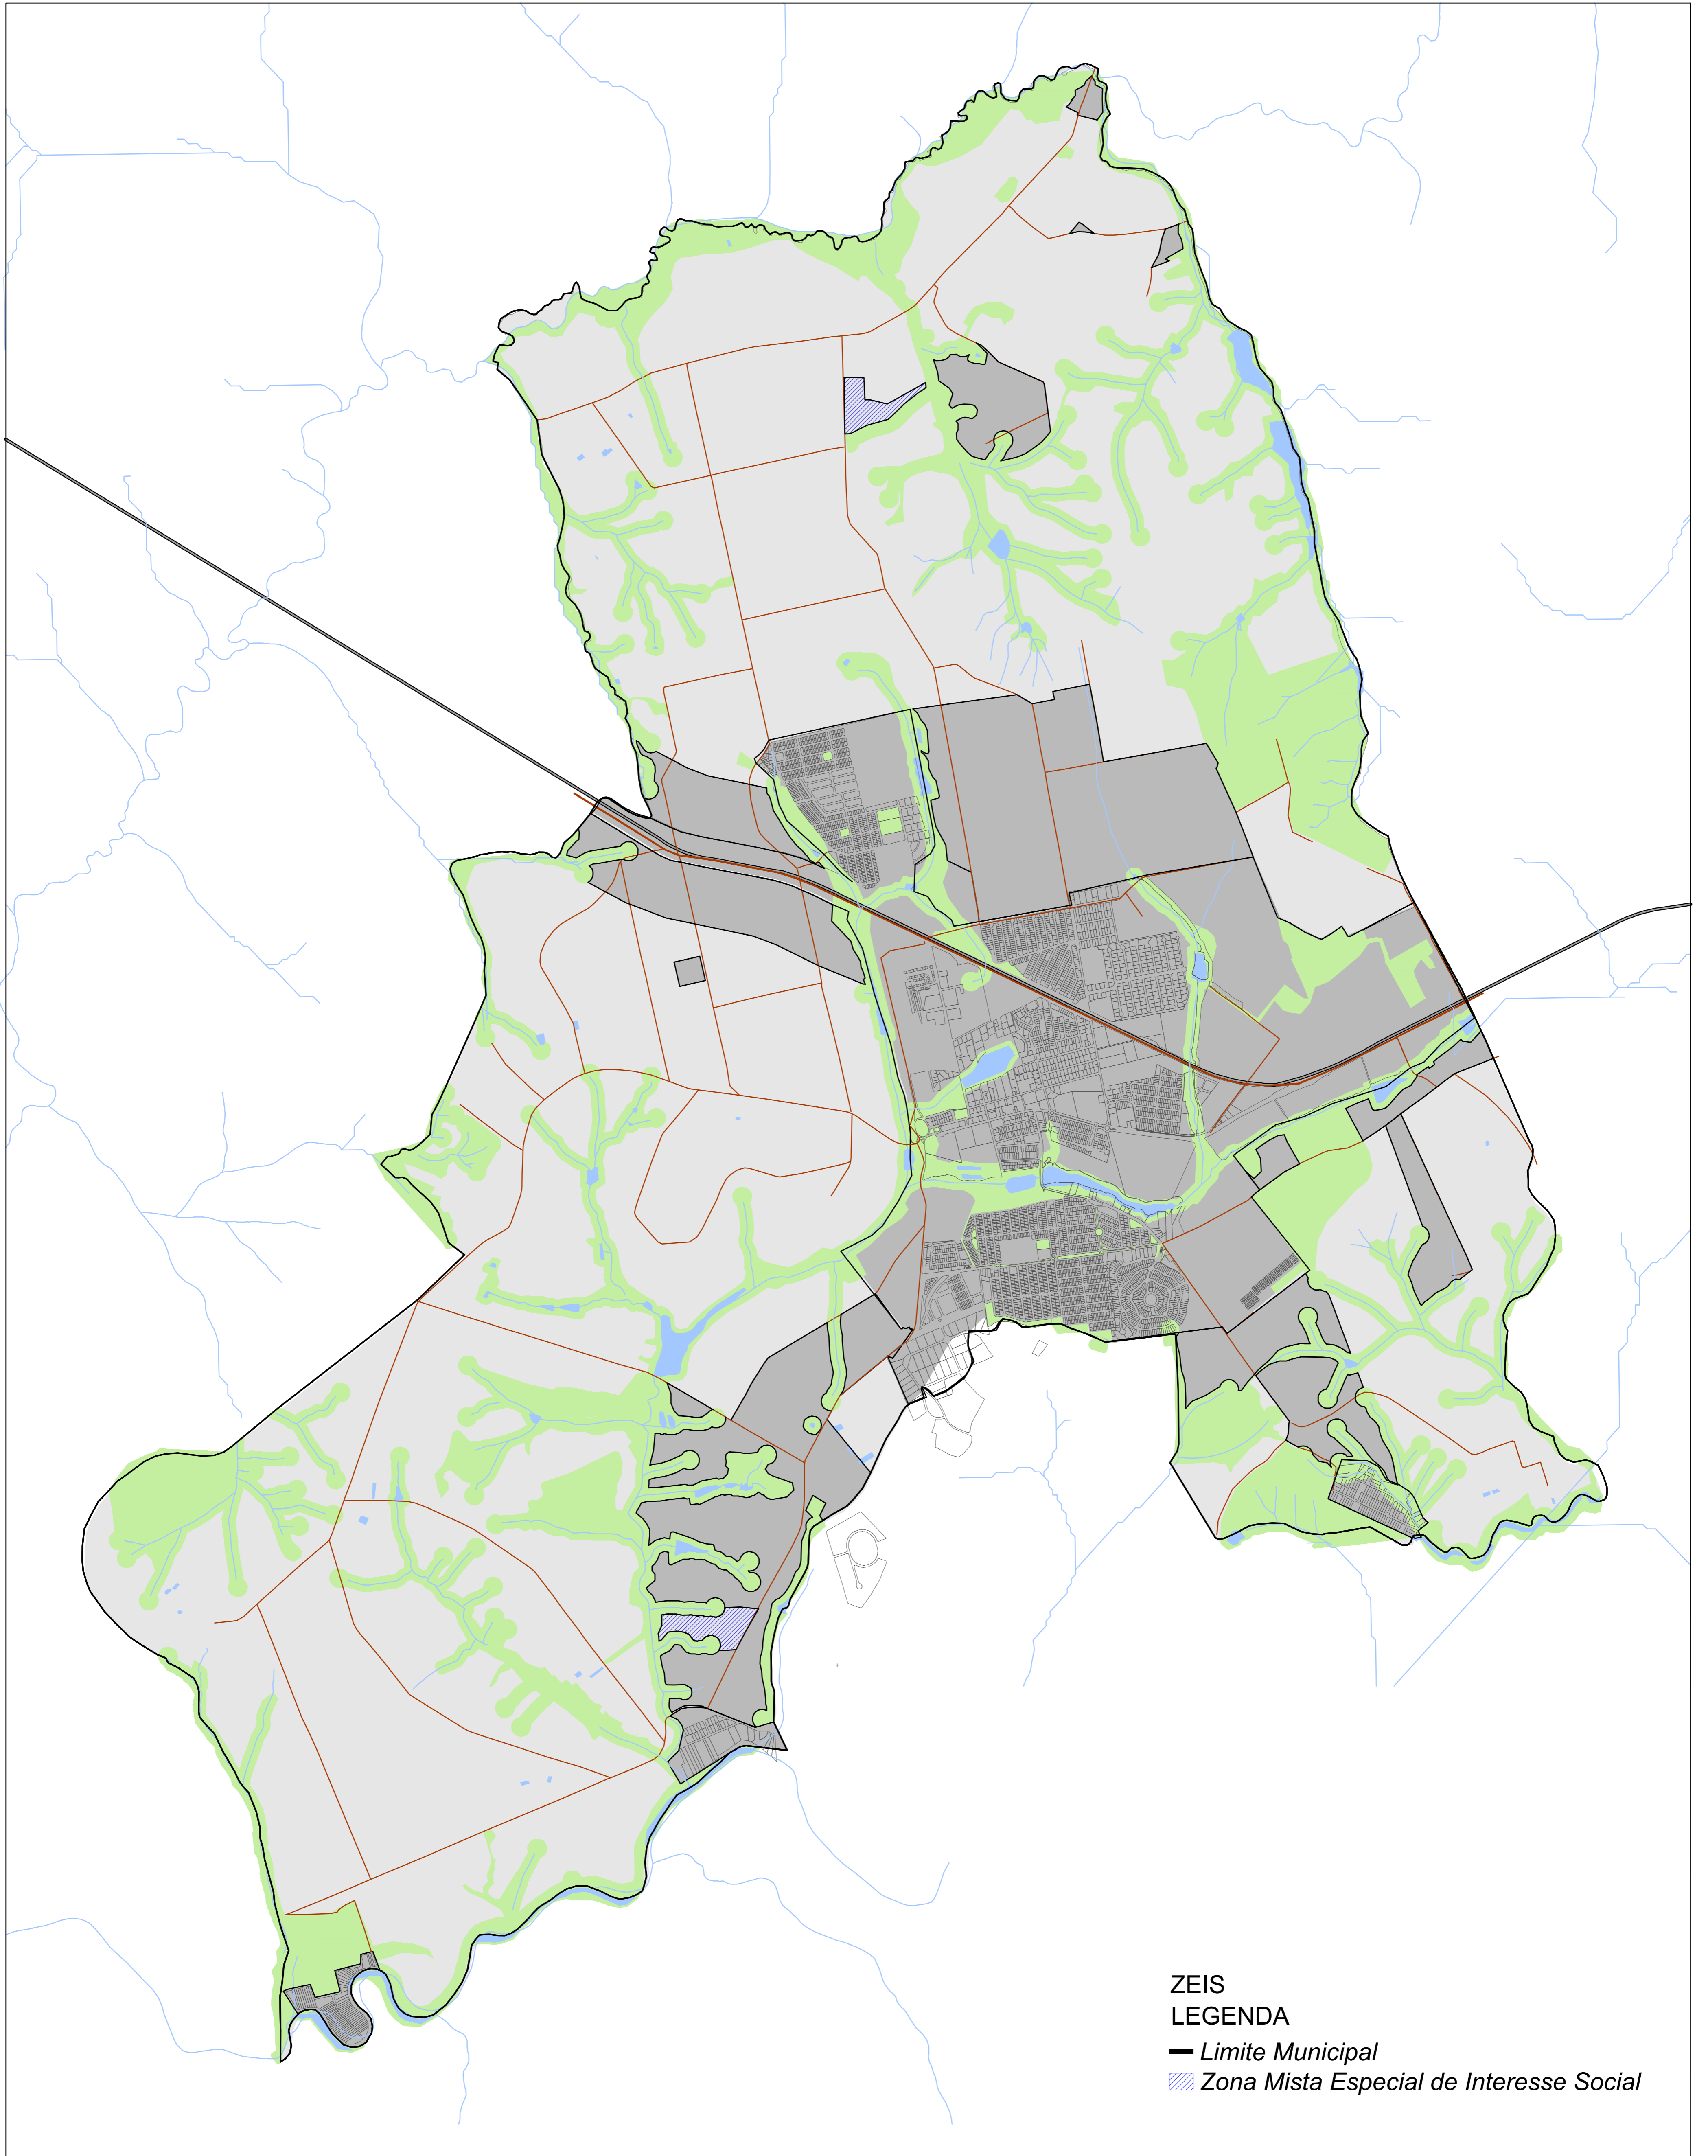 ZEIS
LEGENDA
Limite Municipal
Zona Mista Especial de Interesse Social